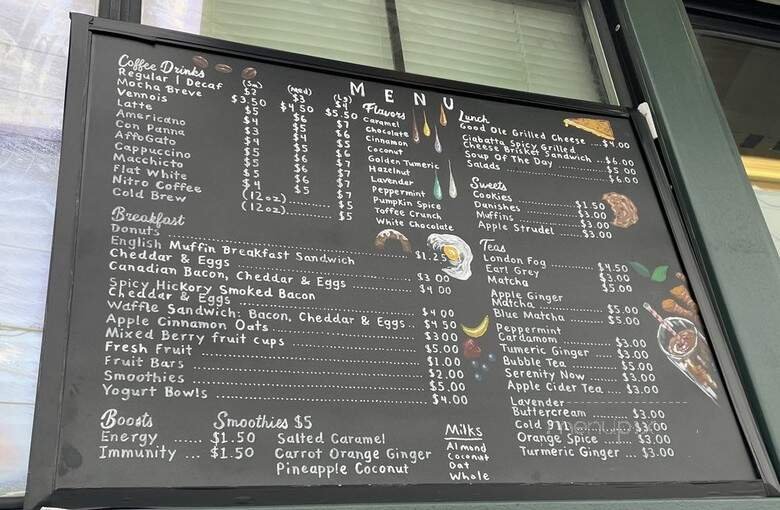 MENU
Coffee Drinks (Sm) (Med) (Lg)
Regular | Decaf $2 $3 $4
Mocha Breve $3.50 $4.50 $5.50
Vennois $5 $6 $7
Latte $4 $5 $6
Americano $3 $4 $5
Con Panna $4 $5 $6
Affogato $5 $6 $7
Cappuccino $5 $6 $7
Macchicto $5 $6 $7
Flat White $4 $5
Nitro Coffee (12oz) ........ $5
Cold Brew (12oz) ........ $5
Flavors
Caramel
Chocolate
Cinnamon
Coconut
Golden Turmeric
Hazelnut
Lavender
Peppermint
Pumpkin Spice
Toffee Crunch
White Chocolate
Breakfast
Donuts ........ $1.25
English Muffin Breakfast Sandwich
Cheddar & Eggs ........ $3.00
Canadian Bacon, Cheddar & Eggs ........ $4.00
Spicy Hickory Smoked Bacon
Cheddar & Eggs ........ $4.00
Waffle Sandwich: Bacon, Cheddar & Eggs.. $4.50
Apple Cinnamon Oats ........ $3.00
Mixed Berry fruit cups ........ $5.00
Fresh Fruit ........ $1.00
Fruit Bars ........ $2.00
Smoothies ........ $5.00
Yogurt Bowls ........ $4.00
Boosts
Energy ..... $1.50
Immunity ... $1.50
Smoothies $5
Salted Caramel
Carrot Orange Ginger
Pineapple Coconut
Milks
Almond
Coconut
Oat
Whole
Lunch
Good Ole Grilled Cheese ... $4.00
Ciabatta Spicy Grilled
Cheese Brisket Sandwich ... $6.00
Soup Of The Day ........ $5.00
Salads ........ $6.00
Sweets
Cookies ........ $1.50
Danishes ........ $3.00
Muffins ........ $3.00
Apple Strudel ........ $3.00
Teas
London Fog ........ $4.50
Earl Grey ........ $3.00
Matcha ........ $5.00
Apple Ginger
Matcha ........ $5.00
Blue Matcha ........ $5.00
Peppermint
Cardamom ........ $3.00
Turmeric Ginger ... $3.00
Bubble Tea ........ $5.00
Serenity Now ...... $3.00
Apple Cider Tea .... $3.00
Lavender
Buttercream ........ $3.00
Cold ........ $3.00
Orange Spice ........ $3.00
Turmeric Ginger ... $3.00
menupix